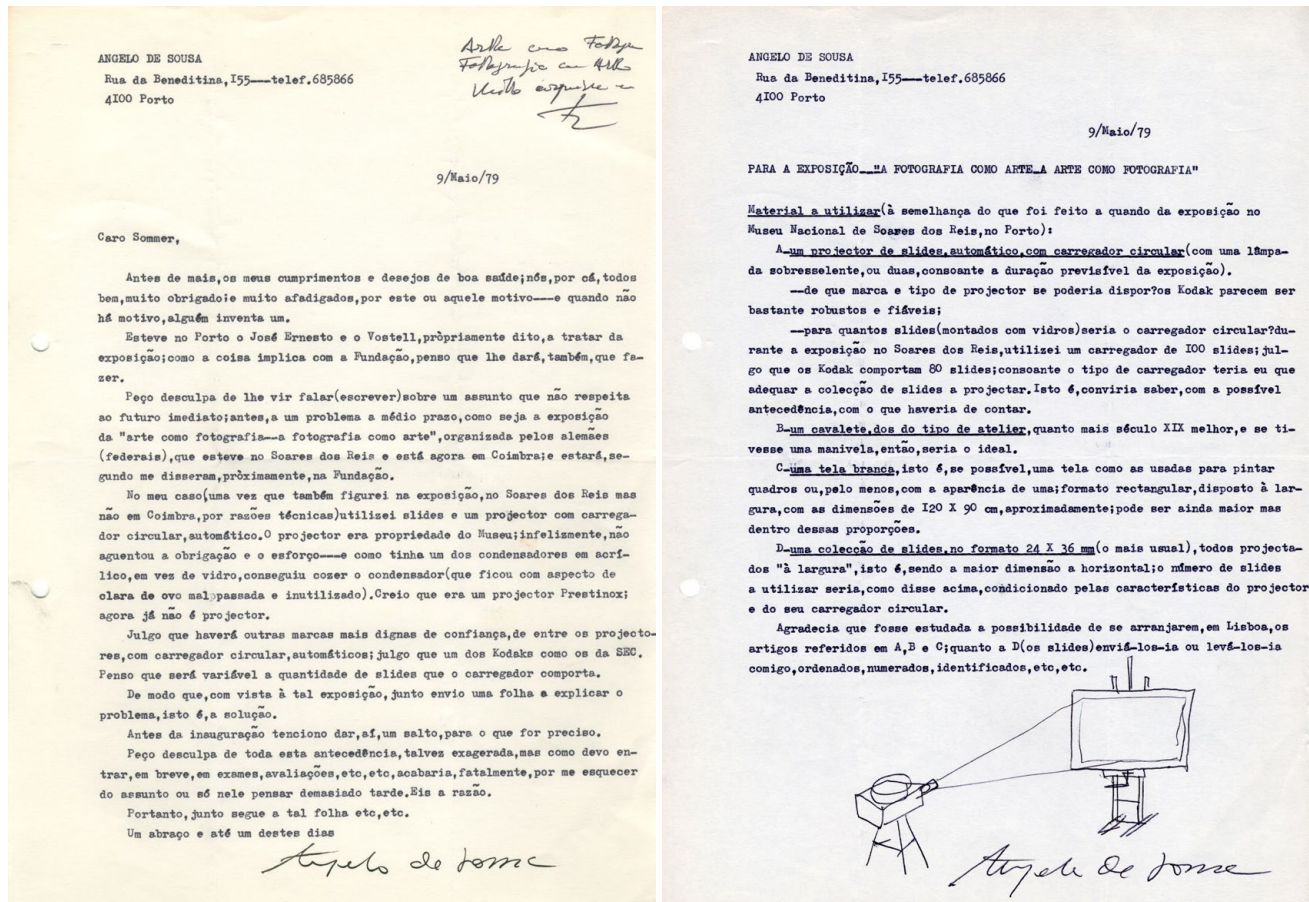 ANGELO DE SOUSA
Rua da Beneditina,I55---telef.685866
4I00 Porto
Arte como
Fotografia como Arte
9/Maio/79
Caro Sommer,
Antes de mais,os meus cumprimentos e desejos de boa saúde;nós,por cá,todos
bem,muito obrigado;e muito afadigados,por este ou aquele motivo---e quando não
há motivo,alguém inventa um.
Esteve no Porto o José Ernesto e o Vostell,pròpriamente dito,a tratar da
exposição;como a coisa implica com a Fundação,penso que lhe dará,também,que fa-
zer.
Peço desculpa de lhe vir falar(escrever)sobre um assunto que não respeita
ao futuro imediato;antes,a um problema a médio prazo,como seja a exposição
da "arte como fotografia--a fotografia como arte",organizada pelos alemães
(federais),que esteve no Soares dos Reis e está agora em Coimbra;e estará,se-
gundo me disseram,pròximamente,na Fundação.
No meu caso(uma vez que também figurei na exposição,no Soares dos Reis mas
não em Coimbra,por razões técnicas)utilizei slides e um projector com carrega-
dor circular,automático.O projector era propriedade do Museu;infelizmente,não
aguentou a obrigação e o esforço---e como tinha um dos condensadores em acrí-
lico,em vez de vidro,conseguiu cozer o condensador(que ficou com aspecto de
clara de ovo mal passada e inutilizado).Creio que era um projector Prestinox;
agora já não é projector.
Julgo que haverá outras marcas mais dignas de confiança,de entre os projecto-
res,com carregador circular,automáticos;julgo que um dos Kodaks como os da SEC.
Penso que será variável a quantidade de slides que o carregador comporta.
De modo que,com vista à tal exposição,junto envio uma folha a explicar o
problema,isto é,a solução.
Antes da inauguração tenciono dar,aí,um salto,para o que for preciso.
Peço desculpa de toda esta antecedência,talvez exagerada,mas como devo en-
trar,em breve,em exames,avaliações,etc,etc,acabaria,fatalmente,por me esquecer
do assunto ou só nele pensar demasiado tarde.Eis a razão.
Portanto,junto segue a tal folha etc,etc.
Um abraço e até um destes dias
Angelo de Sousa
ANGELO DE SOUSA
Rua da Beneditina,I55---telef.685866
4I00 Porto
9/Maio/79
PARA A EXPOSIÇÃO__"A FOTOGRAFIA COMO ARTE_A ARTE COMO FOTOGRAFIA"
Material a utilizar(à semelhança do que foi feito a quando da exposição no
Museu Nacional de Soares dos Reis,no Porto):
A_um projector de slides,automático,com carregador circular(com uma lâmpa-
da sobresselente,ou duas,consoante a duração previsível da exposição).
--de que marca e tipo de projector se poderia dispor?os Kodak parecem ser
bastante robustos e fiáveis;
--para quantos slides(montados com vidros)seria o carregador circular?du-
rante a exposição no Soares dos Reis,utilizei um carregador de I00 slides;jul-
go que os Kodak comportam 80 slides;consoante o tipo de carregador teria eu que
adequar a colecção de slides a projectar.Isto é,conviria saber,com a possível
antecedência,com o que haveria de contar.
B_um cavalete,dos do tipo de atelier,quanto mais século XIX melhor,e se ti-
vesse uma manivela,então,seria o ideal.
C_uma tela branca,isto é,se possível,uma tela como as usadas para pintar
quadros ou,pelo menos,com a aparência de uma;formato rectangular,disposto à lar-
gura,com as dimensões de I20 X 90 cm,aproximadamente;pode ser ainda maior mas
dentro dessas proporções.
D_uma colecção de slides,no formato 24 X 36 mm(o mais usual),todos projecta-
dos "à largura",isto é,sendo a maior dimensão a horizontal;o número de slides
a utilizar seria,como disse acima,condicionado pelas características do projector
e do seu carregador circular.
Agradecia que fosse estudada a possibilidade de se arranjarem,em Lisboa,os
artigos referidos em A,B e C;quanto a D(os slides)enviá-los-ia ou levá-los-ia
comigo,ordenados,numerados,identificados,etc,etc.
Angelo de Sousa